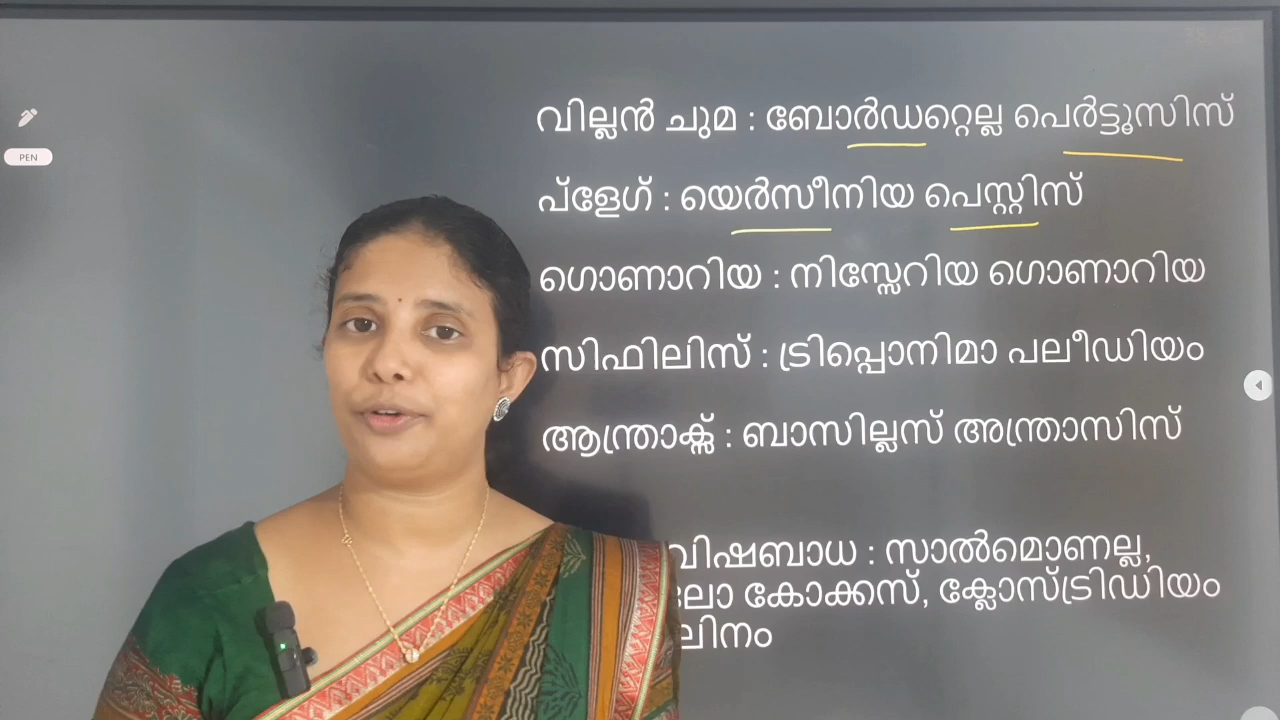 വില്ലൻ ചുമ : ബോർഡറ്റെല്ല പെർട്ടൂസിസ്
PEN
പ്ളേഗ് : യെർസീനിയ പെസ്റ്റിസ്
ഗൊണാറിയ : നിസ്സേറിയ ഗൊണാറിയ
സിഫിലിസ് : ട്രിപ്പൊനിമാ പലീഡിയം
ആന്ത്രാക്സ് : ബാസില്ലസ് അന്ത്രാസിസ്
വിഷബാധ : സാൽമൊണല്ല,
ലോ കോക്കസ്, ക്ലോസ്ട്രിഡിയം
ലിനം